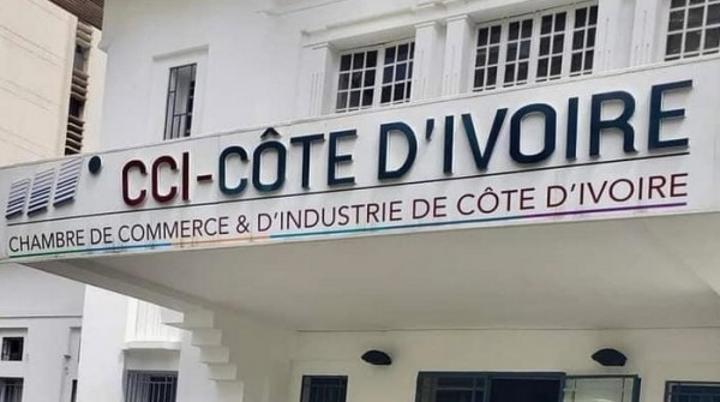 CCI-CÔTE D'IVOIRE
CHAMBRE DE COMMERCE & D'INDUSTRIE DE CÔTE D'IVOIRE